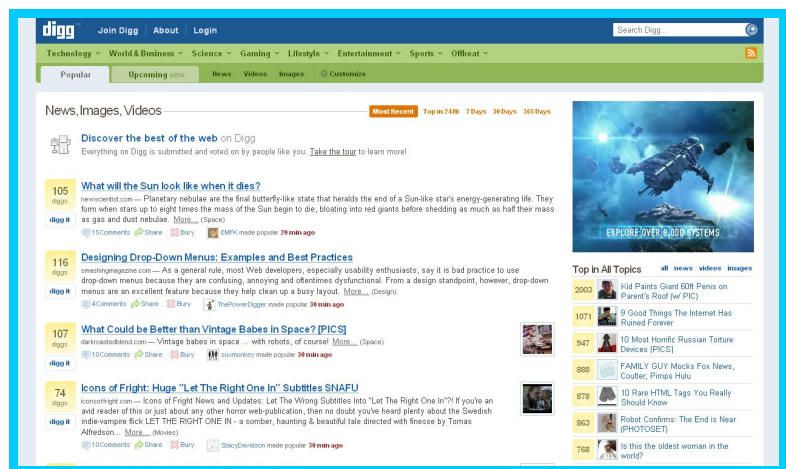 digg
Join Digg About Login
Search Digg...
Technology World & Business Science Gaming Lifestyle Entertainment Sports Offbeat
Popular Upcoming BETA News Videos Images Customize
News, Images, Videos
Most Recent Top in 24 Hr 7 Days 30 Days 365 Days
Discover the best of the web on Digg
Everything on Digg is submitted and voted on by people like you. Take the tour to learn more!
105
diggs
digg it
What will the Sun look like when it dies?
newscientist.com — Planetary nebulae are the final butterfly-like state that heralds the end of a Sun-like star's energy-generating life. They
form when stars up to eight times the mass of the Sun begin to die, bloating into red giants before shedding as much as half their mass
as gas and dust nebulae. More... (Space)
15 Comments Share Bury EMFK made popular 20 min ago
116
diggs
digg it
Designing Drop-Down Menus: Examples and Best Practices
smashingmagazine.com — As a general rule, most Web developers, especially usability enthusiasts, say it is bad practice to use
drop-down menus because they are confusing, annoying and oftentimes dysfunctional. From a design standpoint, however, drop-down
menus are an excellent feature because they help clean up a busy layout. More... (Design)
4 Comments Share Bury ThePowerDigger made popular 30 min ago
107
diggs
digg it
What Could be Better than Vintage Babes in Space? [PICS]
darkroastedblend.com — Vintage babes in space ... with robots, of course! More... (Space)
10 Comments Share Bury suxmonkey made popular 30 min ago
74
diggs
digg it
Icons of Fright: Huge "Let The Right One In" Subtitles SNAFU
iconsoffright.com — Icons of Fright News and Updates: Let The Wrong Subtitles Into "Let The Right One In"?! If you're an
avid reader of this or just about any other horror web-publication, then no doubt you've heard plenty about the Swedish
indie-vampire flick LET THE RIGHT ONE IN - a somber, haunting & beautiful tale directed with finesse by Tomas
Alfredson... More... (Movies)
10 Comments Share Bury StacyDavidson made popular 38 min ago
EXPLORE OVER 8,000 SYSTEMS
Top in All Topics all news videos images
2003 Kid Paints Giant 60ft Penis on
Parent's Roof (w/ PIC)
1071 9 Good Things The Internet Has
Ruined Forever
947 10 Most Horrific Russian Torture
Devices [PICS]
888 FAMILY GUY Mocks Fox News,
Coulter; Pimps Hulu
878 10 Rare HTML Tags You Really
Should Know
863 Robot Confirms: The End is Near
(PHOTOSET)
768 Is this the oldest woman in the
world?